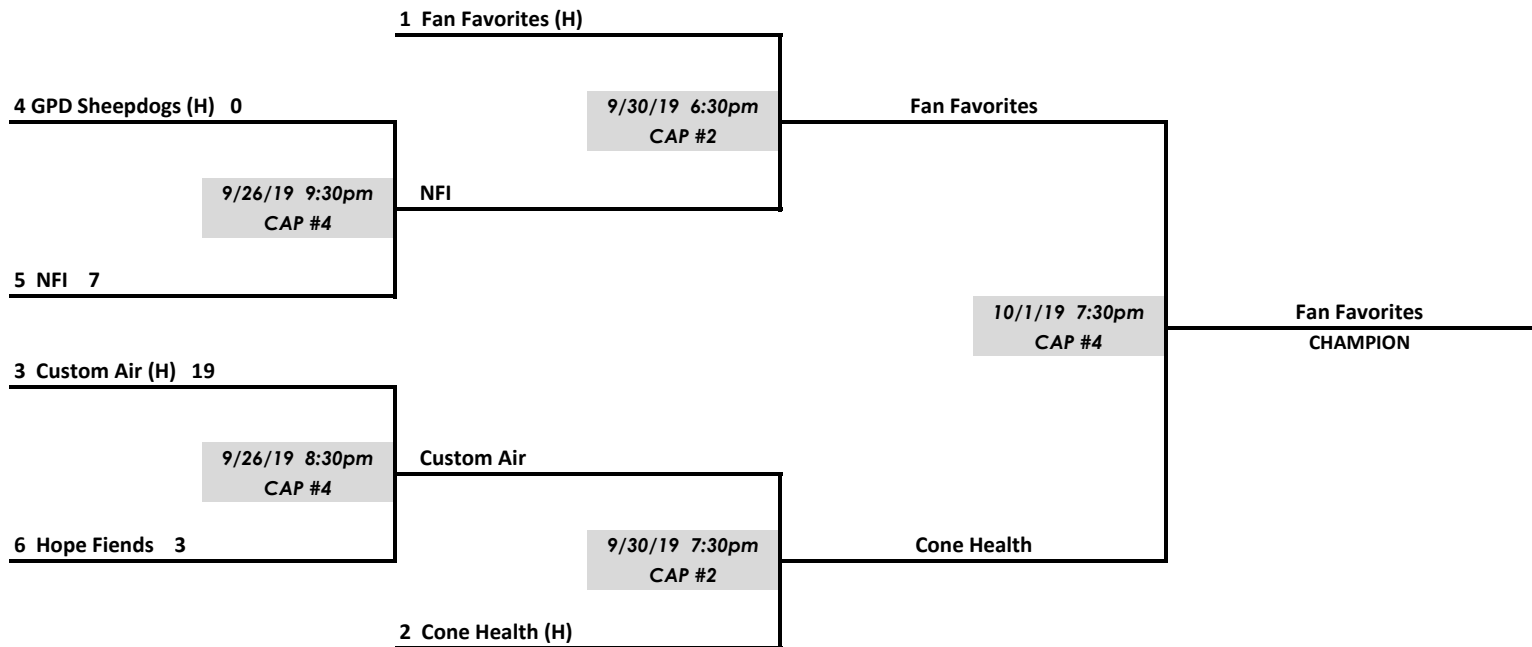 1 Fan Favorites (H)
4 GPD Sheepdogs (H) 0
9/30/19 6:30pm
CAP #2
Fan Favorites
9/26/19 9:30pm
CAP #4
NFI
5 NFI 7
10/1/19 7:30pm
CAP #4
Fan Favorites
CHAMPION
3 Custom Air (H) 19
9/26/19 8:30pm
CAP #4
Custom Air
6 Hope Fiends 3
9/30/19 7:30pm
CAP #2
Cone Health
2 Cone Health (H)